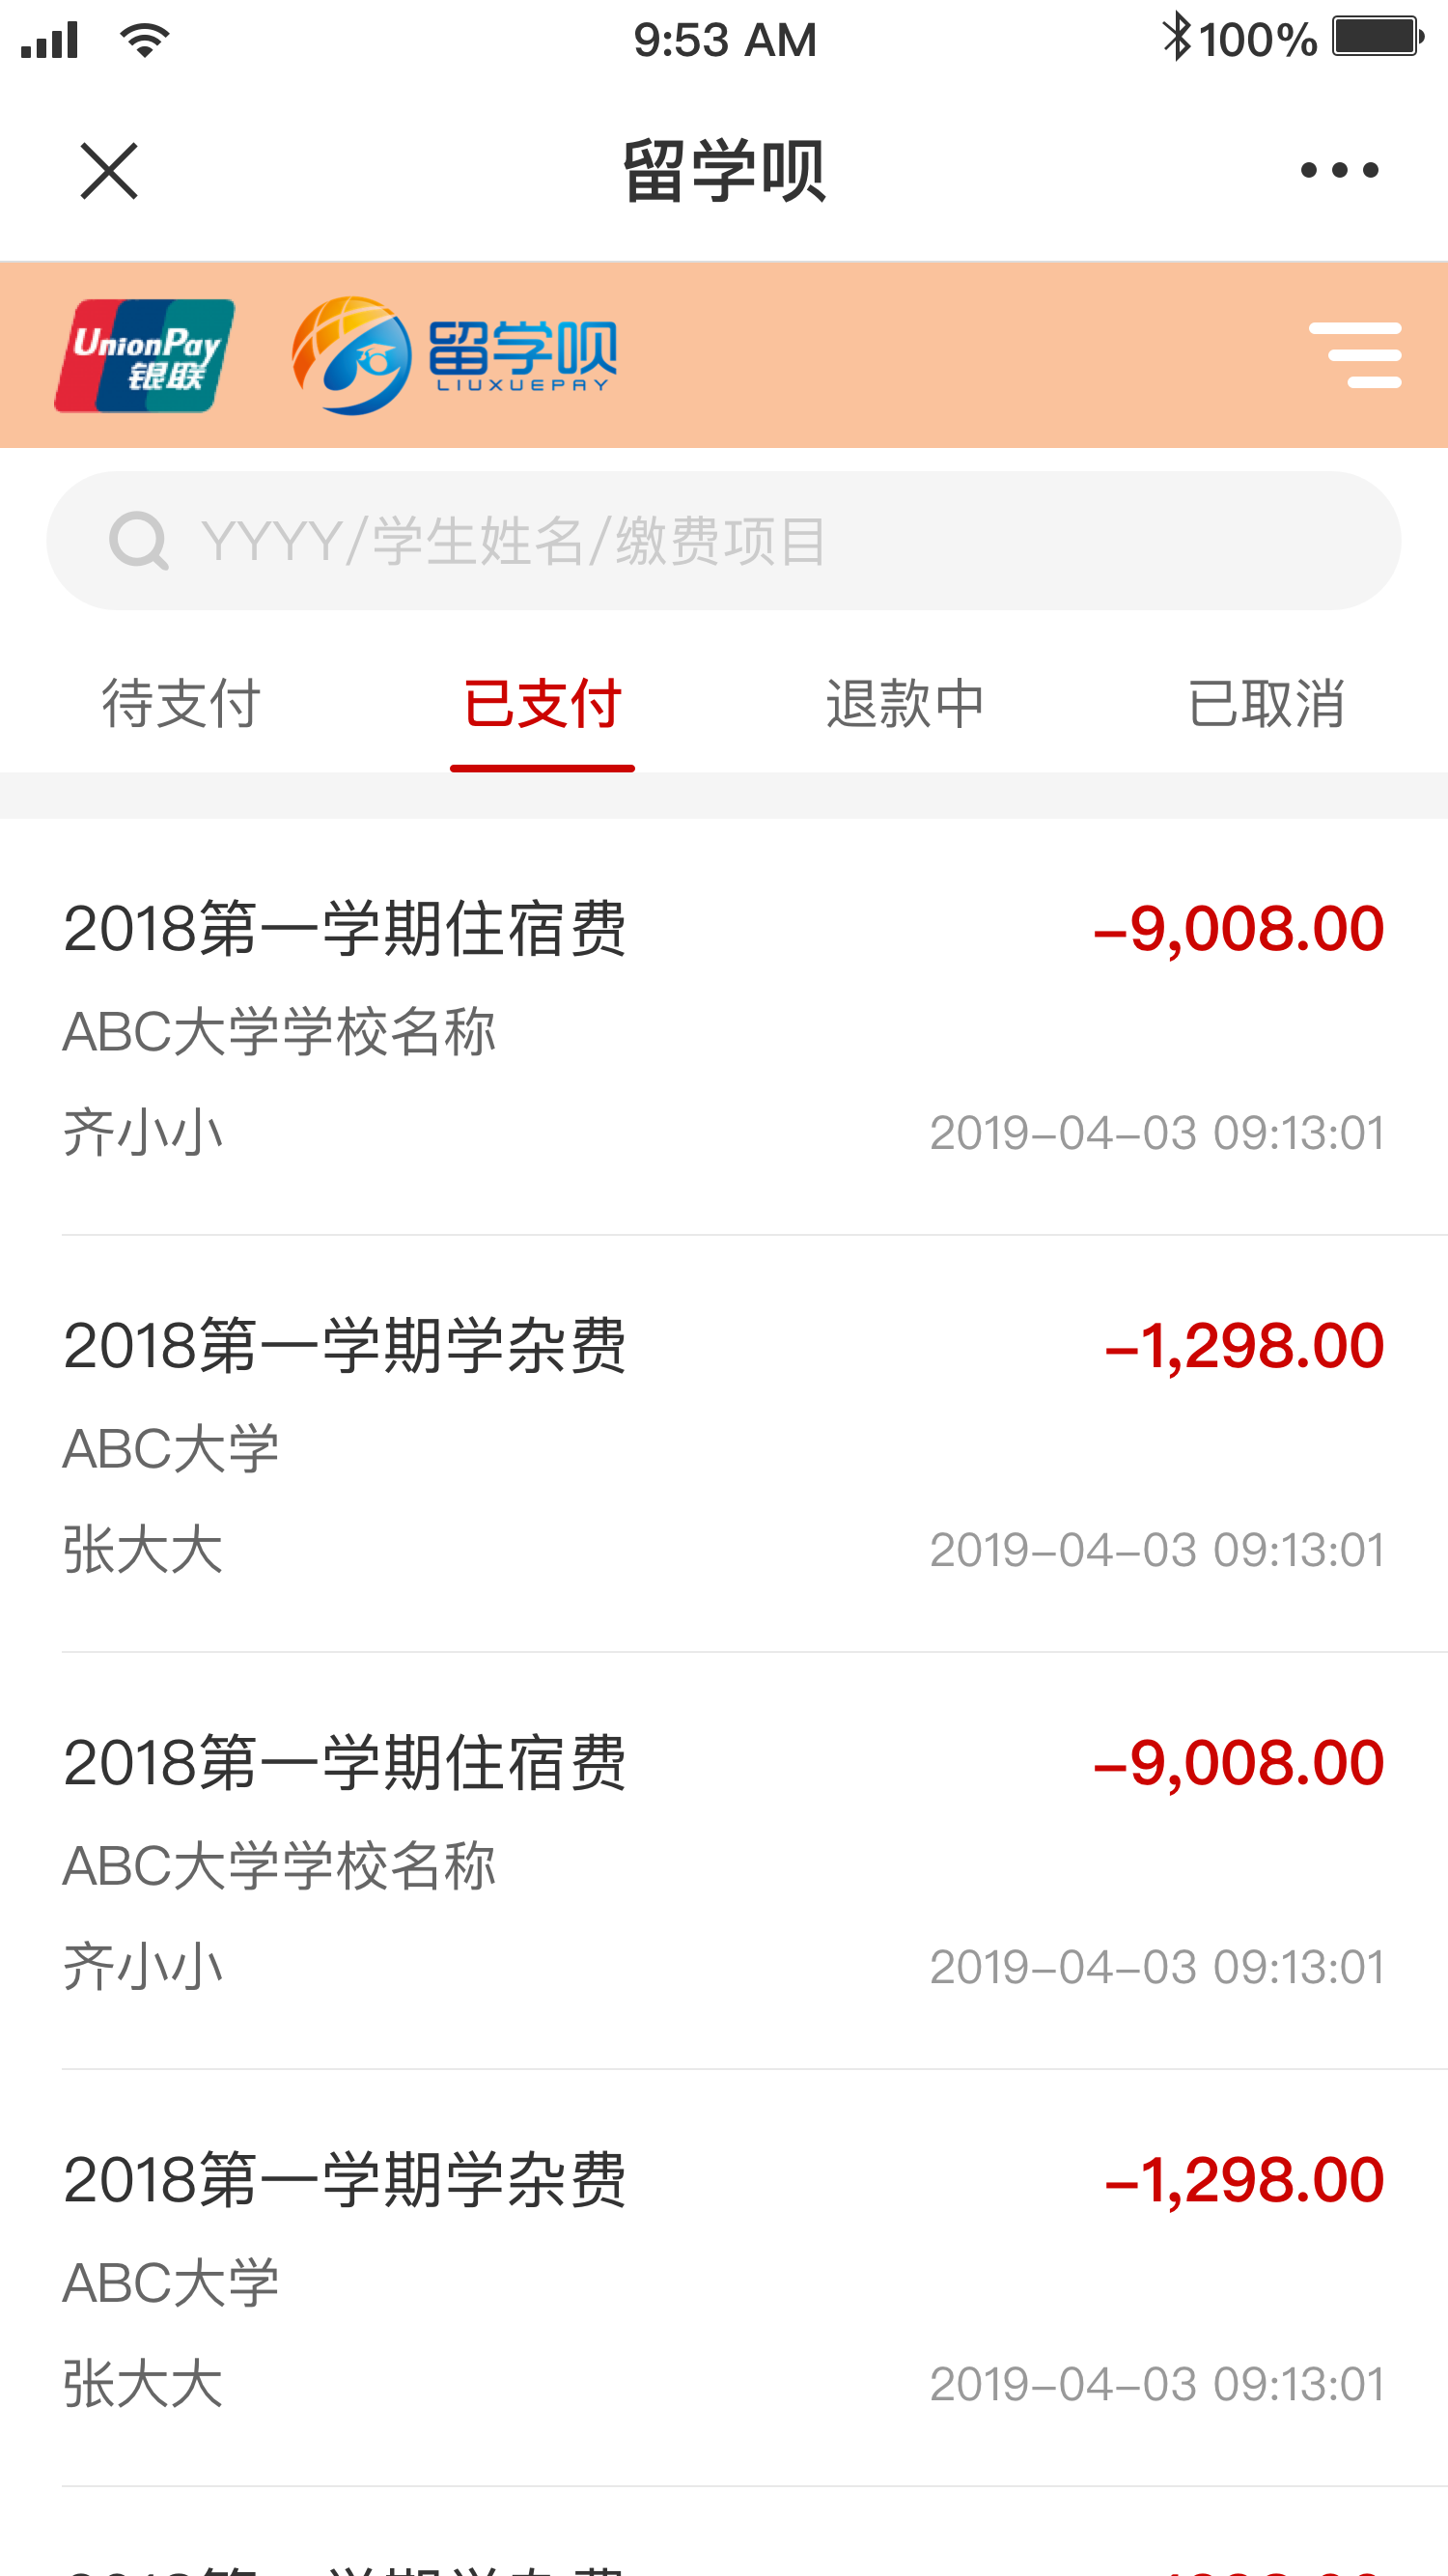 9:53 AM
100%
留学呗
UnionPay
银联
留学呗
LIUXUEPAY
YYYY/学生姓名/缴费项目
待支付 已支付 退款中 已取消
2018第一学期住宿费 -9,008.00
ABC大学学校名称
齐小小 2019-04-03 09:13:01
2018第一学期学杂费 -1,298.00
ABC大学
张大大 2019-04-03 09:13:01
2018第一学期住宿费 -9,008.00
ABC大学学校名称
齐小小 2019-04-03 09:13:01
2018第一学期学杂费 -1,298.00
ABC大学
张大大 2019-04-03 09:13:01